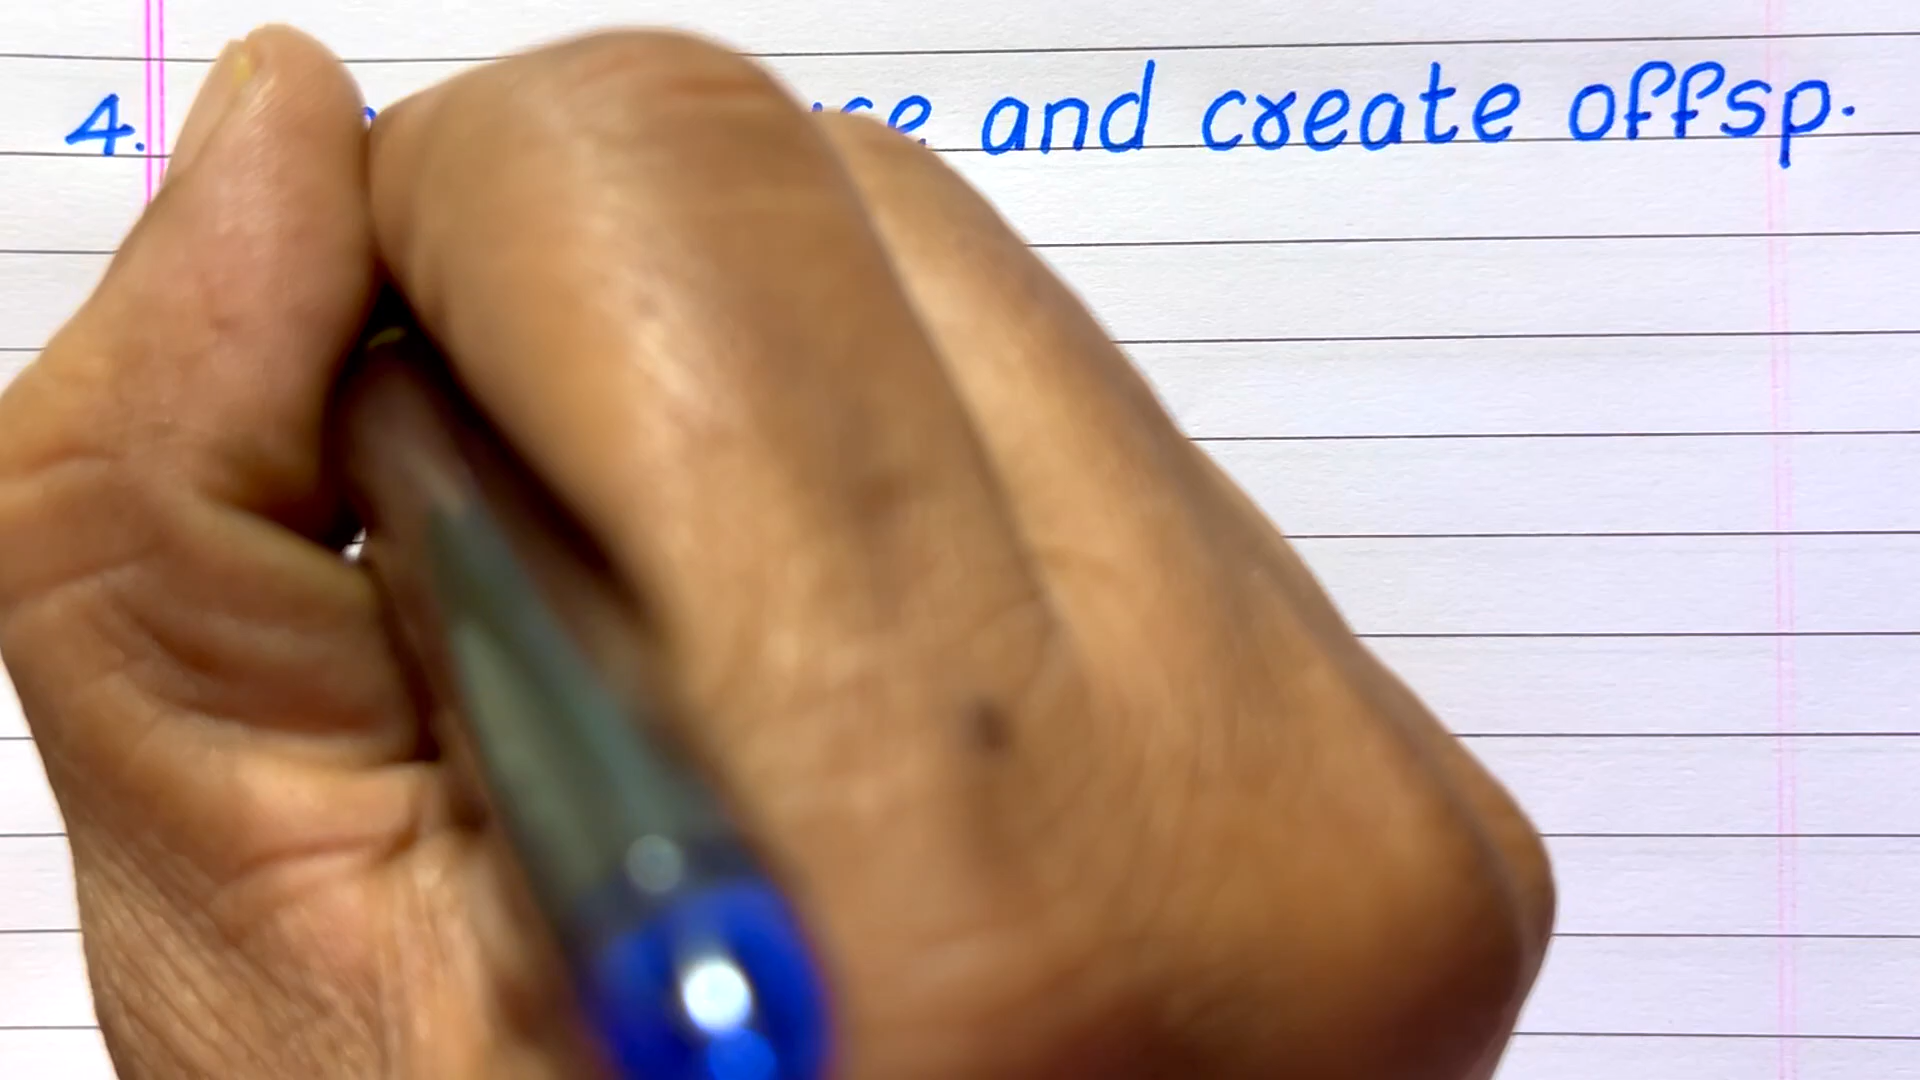 4. and create offsp.